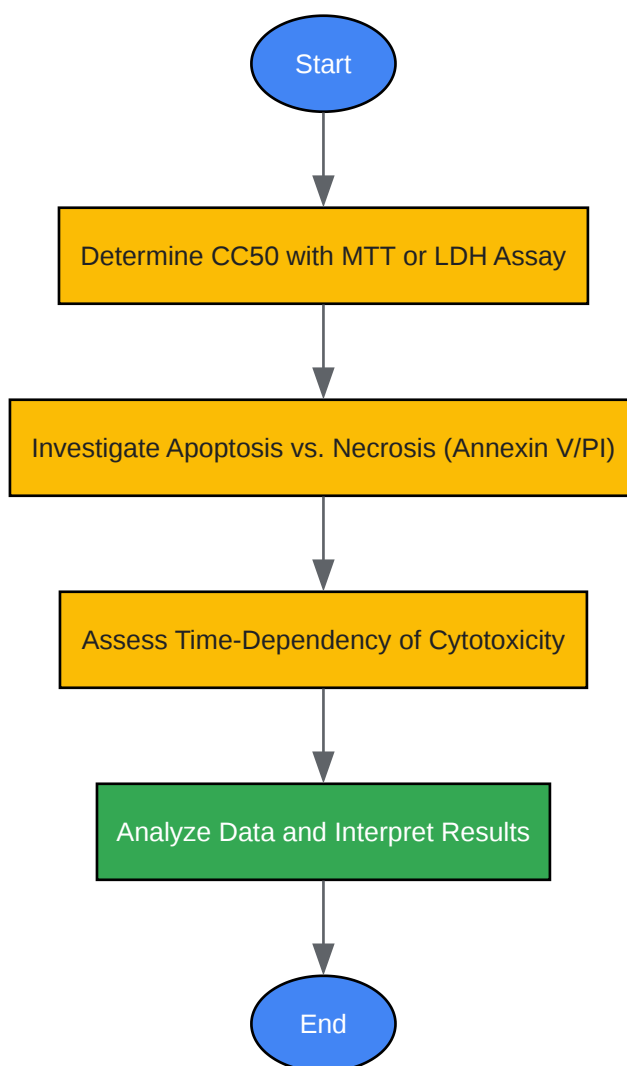 Start
Determine CC50 with MTT or LDH Assay
Investigate Apoptosis vs. Necrosis (Annexin V/PI)
Assess Time-Dependency of Cytotoxicity
Analyze Data and Interpret Results
End